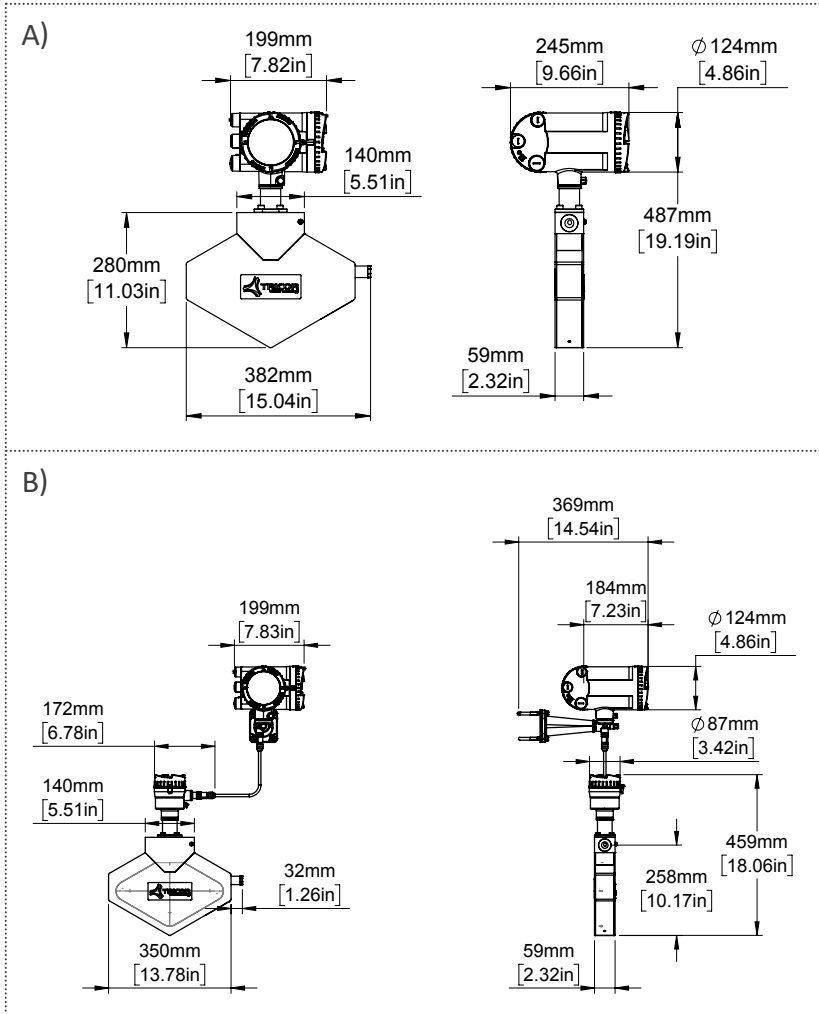 A)
199mm
[7.82in]
245mm
[9.66in]
∅124mm
[4.86in]
140mm
[5.51in]
487mm
[19.19in]
280mm
[11.03in]
59mm
[2.32in]
382mm
[15.04in]
B)
369mm
[14.54in]
184mm
[7.23in]
199mm
[7.83in]
∅124mm
[4.86in]
172mm
[6.78in]
∅87mm
[3.42in]
140mm
[5.51in]
459mm
[18.06in]
32mm
[1.26in]
258mm
[10.17in]
350mm
[13.78in]
59mm
[2.32in]